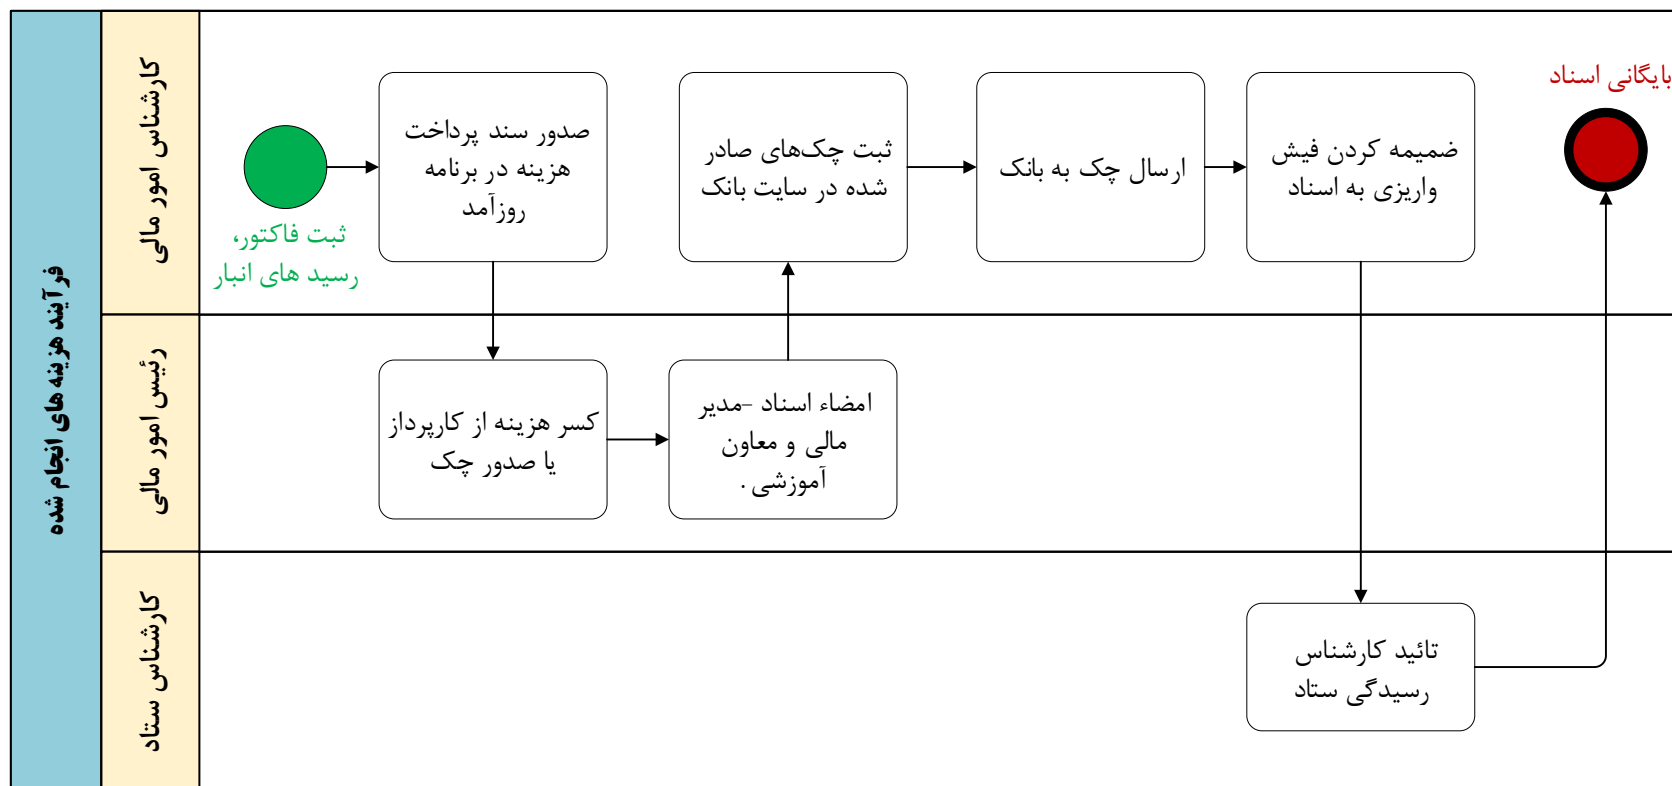 فرآیند هزینه های انجام شده
کارشناس امور مالی
ثبت فاکتور،
رسید های انبار
صدور سند پرداخت
هزینه در برنامه
روزآمد
ثبت چک‌های صادر
شده در سایت بانک
ارسال چک به بانک
ضمیمه کردن فیش
واریزی به اسناد
بایگانی اسناد
رئیس امور مالی
کسر هزینه از کارپرداز
یا صدور چک
امضاء اسناد -مدیر
مالی و معاون
آموزشی .
کارشناس ستاد
تائید کارشناس
رسیدگی ستاد